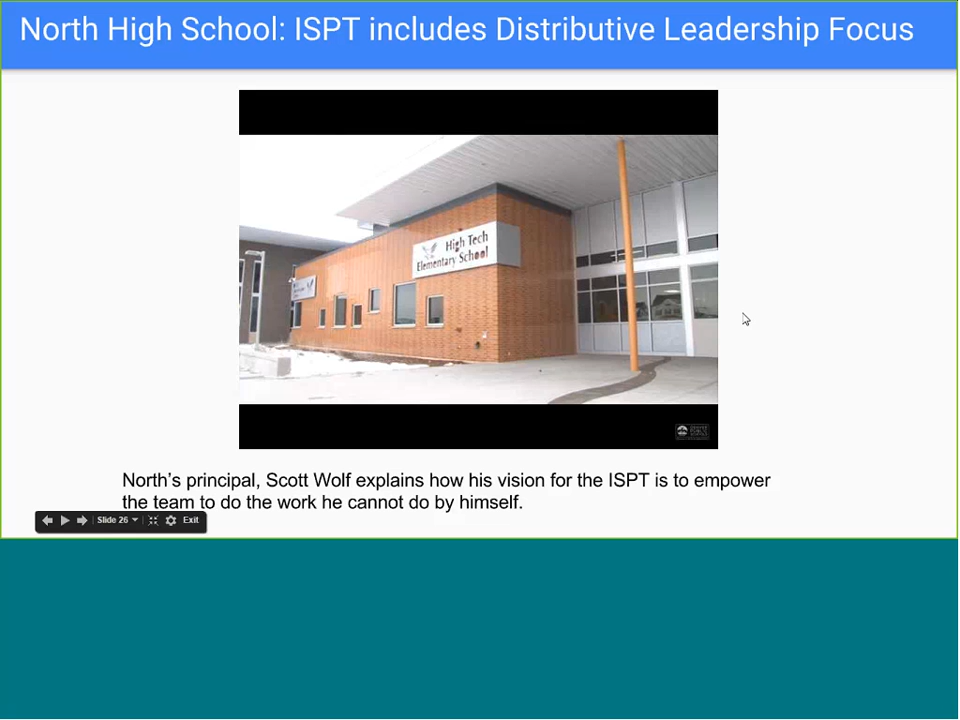 North High School: ISPT includes Distributive Leadership Focus
High Tech
Elementary School
North's principal, Scott Wolf explains how his vision for the ISPT is to empower
the team to do the work he cannot do by himself.
Slide 26
Exit